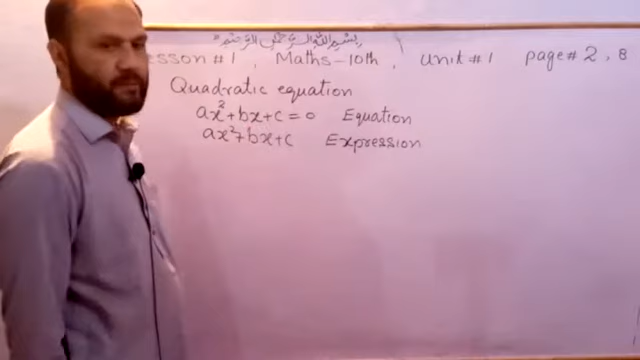 بسم الله الرحمن الرحیم
esson #1 , Maths-10th , Unit #1 page# 2, 8
Quadratic equation
ax²+bx+c = 0 Equation
ax²+bx+c Expression